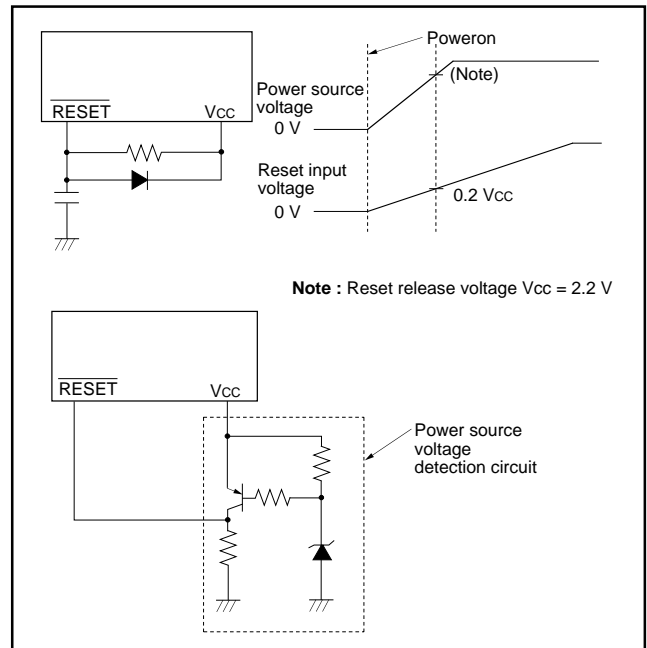 RESET
VCC
Poweron
(Note)
Power source
voltage
0 V
Reset input
voltage
0 V
0.2 VCC
Note : Reset release voltage Vcc = 2.2 V
RESET
VCC
Power source
voltage
detection circuit